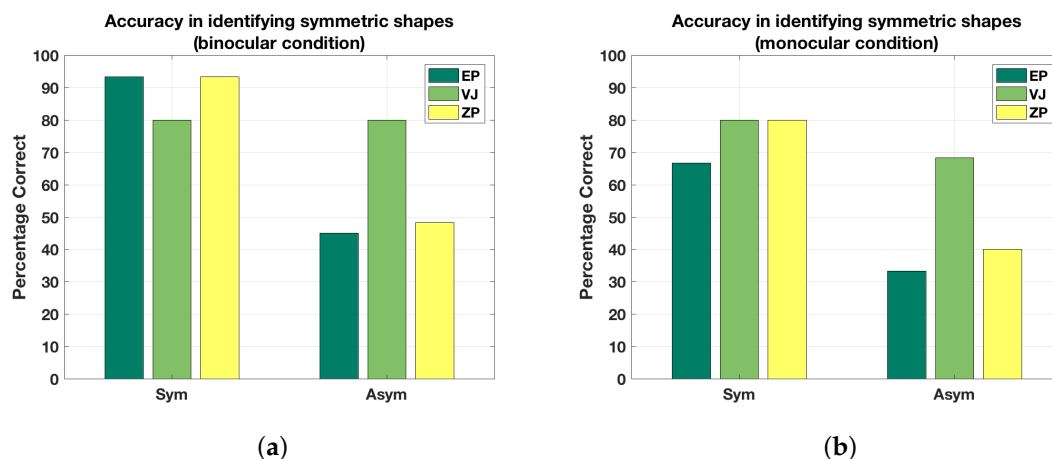 Accuracy in identifying symmetric shapes
(binocular condition)
Percentage Correct
100
90
80
70
60
50
40
30
20
10
0
Sym
Asym
EP
VJ
ZP
(a)
Accuracy in identifying symmetric shapes
(monocular condition)
Percentage Correct
100
90
80
70
60
50
40
30
20
10
0
Sym
Asym
EP
VJ
ZP
(b)